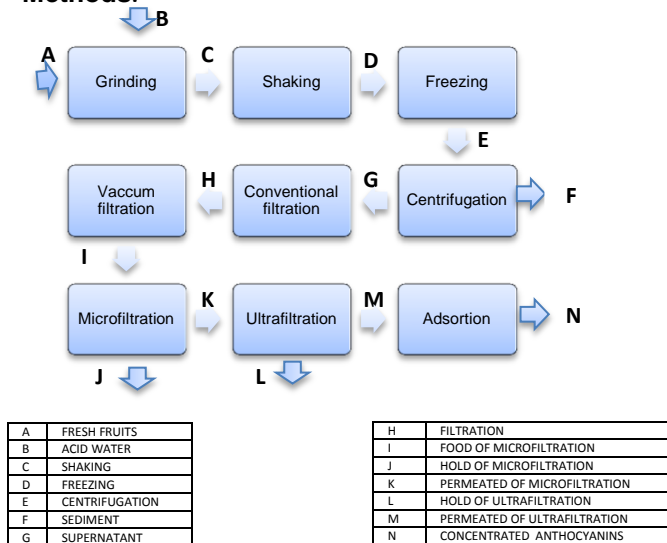 B
A
C
D
Grinding
Shaking
Freezing
E
H
G
Vaccum
filtration
Conventional
filtration
Centrifugation
F
I
K
M
Microfiltration
Ultrafiltration
Adsortion
N
J
L
A FRESH FRUITS
B ACID WATER
C SHAKING
D FREEZING
E CENTRIFUGATION
F SEDIMENT
G SUPERNATANT
H FILTRATION
I FOOD OF MICROFILTRATION
J HOLD OF MICROFILTRATION
K PERMEATED OF MICROFILTRATION
L HOLD OF ULTRAFILTRATION
M PERMEATED OF ULTRAFILTRATION
N CONCENTRATED ANTHOCYANINS